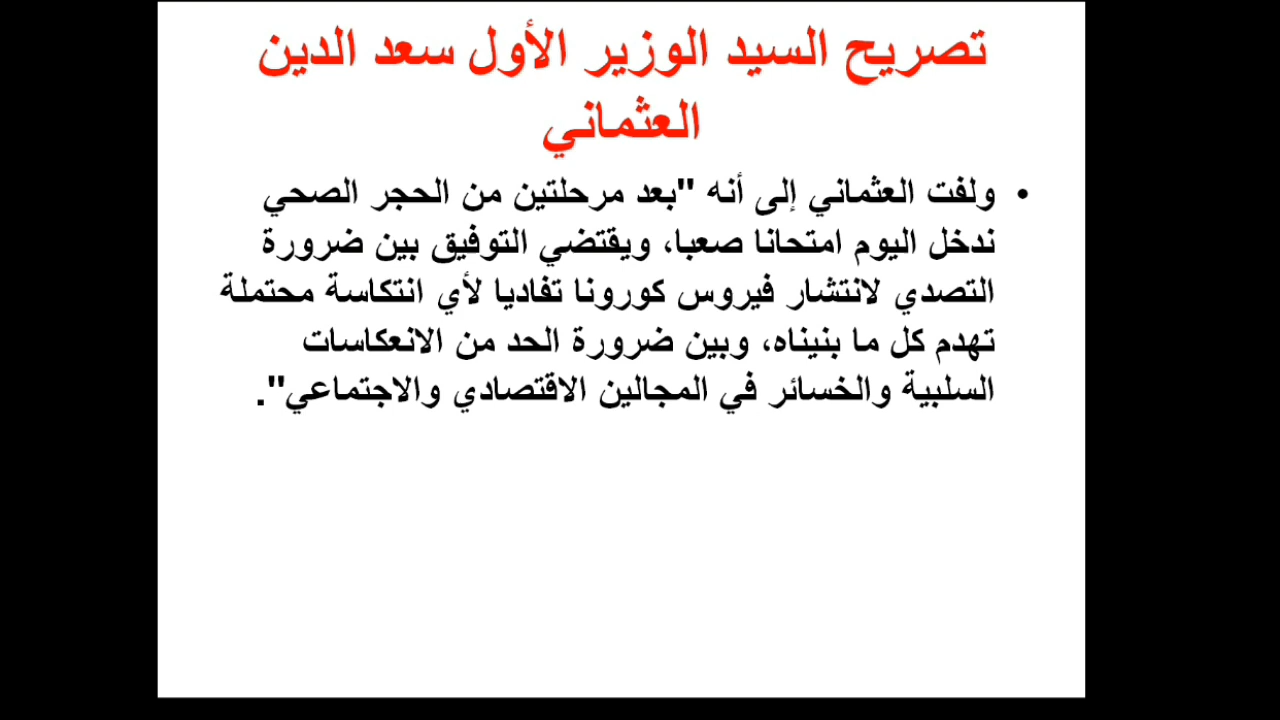 تصريح السيد الوزير الأول سعد الدين
العثماني
• ولفت العثماني إلى أنه "بعد مرحلتين من الحجر الصحي
ندخل اليوم امتحانا صعبا، ويقتضي التوفيق بين ضرورة
التصدي لانتشار فيروس كورونا تفاديا لأي انتكاسة محتملة
تهدم كل ما بنيناه، وبين ضرورة الحد من الانعكاسات
السلبية والخسائر في المجالين الاقتصادي والاجتماعي".